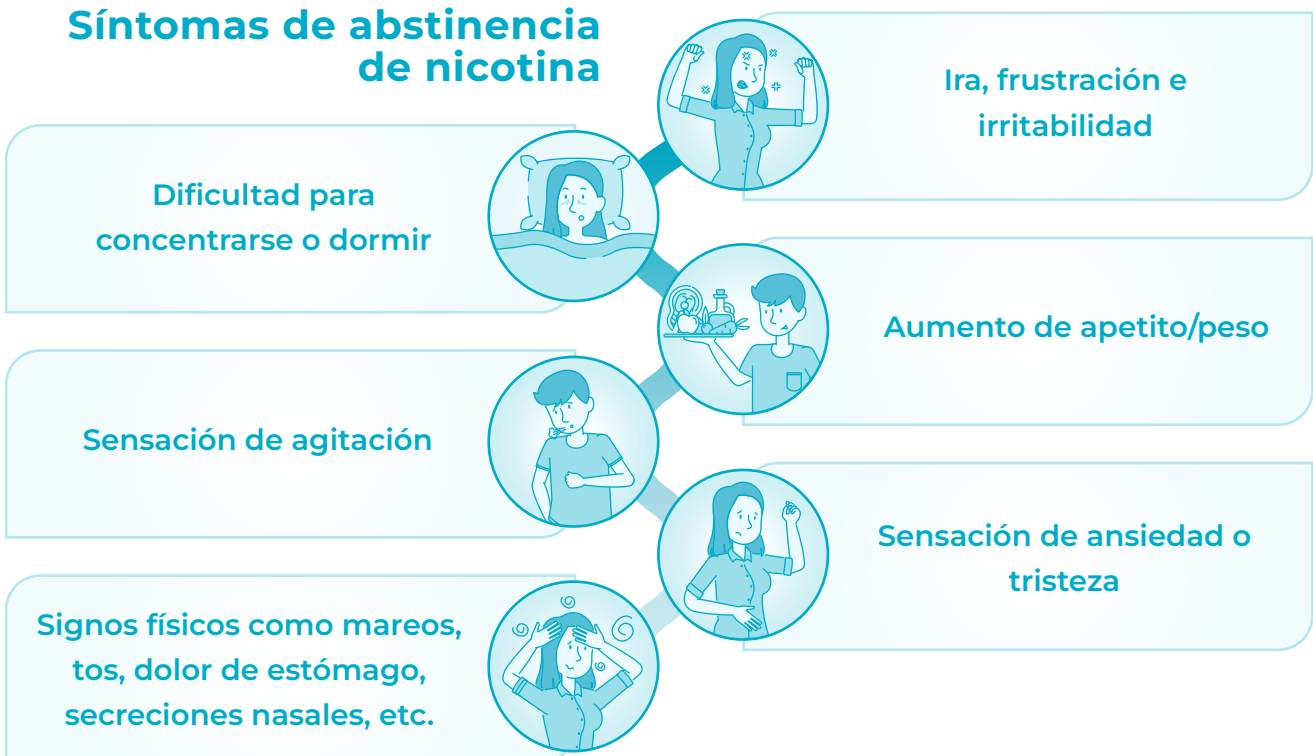 Síntomas de abstinencia
de nicotina
Ira, frustración e
irritabilidad
Dificultad para
concentrarse o dormir
Aumento de apetito/peso
Sensación de agitación
Sensación de ansiedad o
tristeza
Signos físicos como mareos,
tos, dolor de estómago,
secreciones nasales, etc.